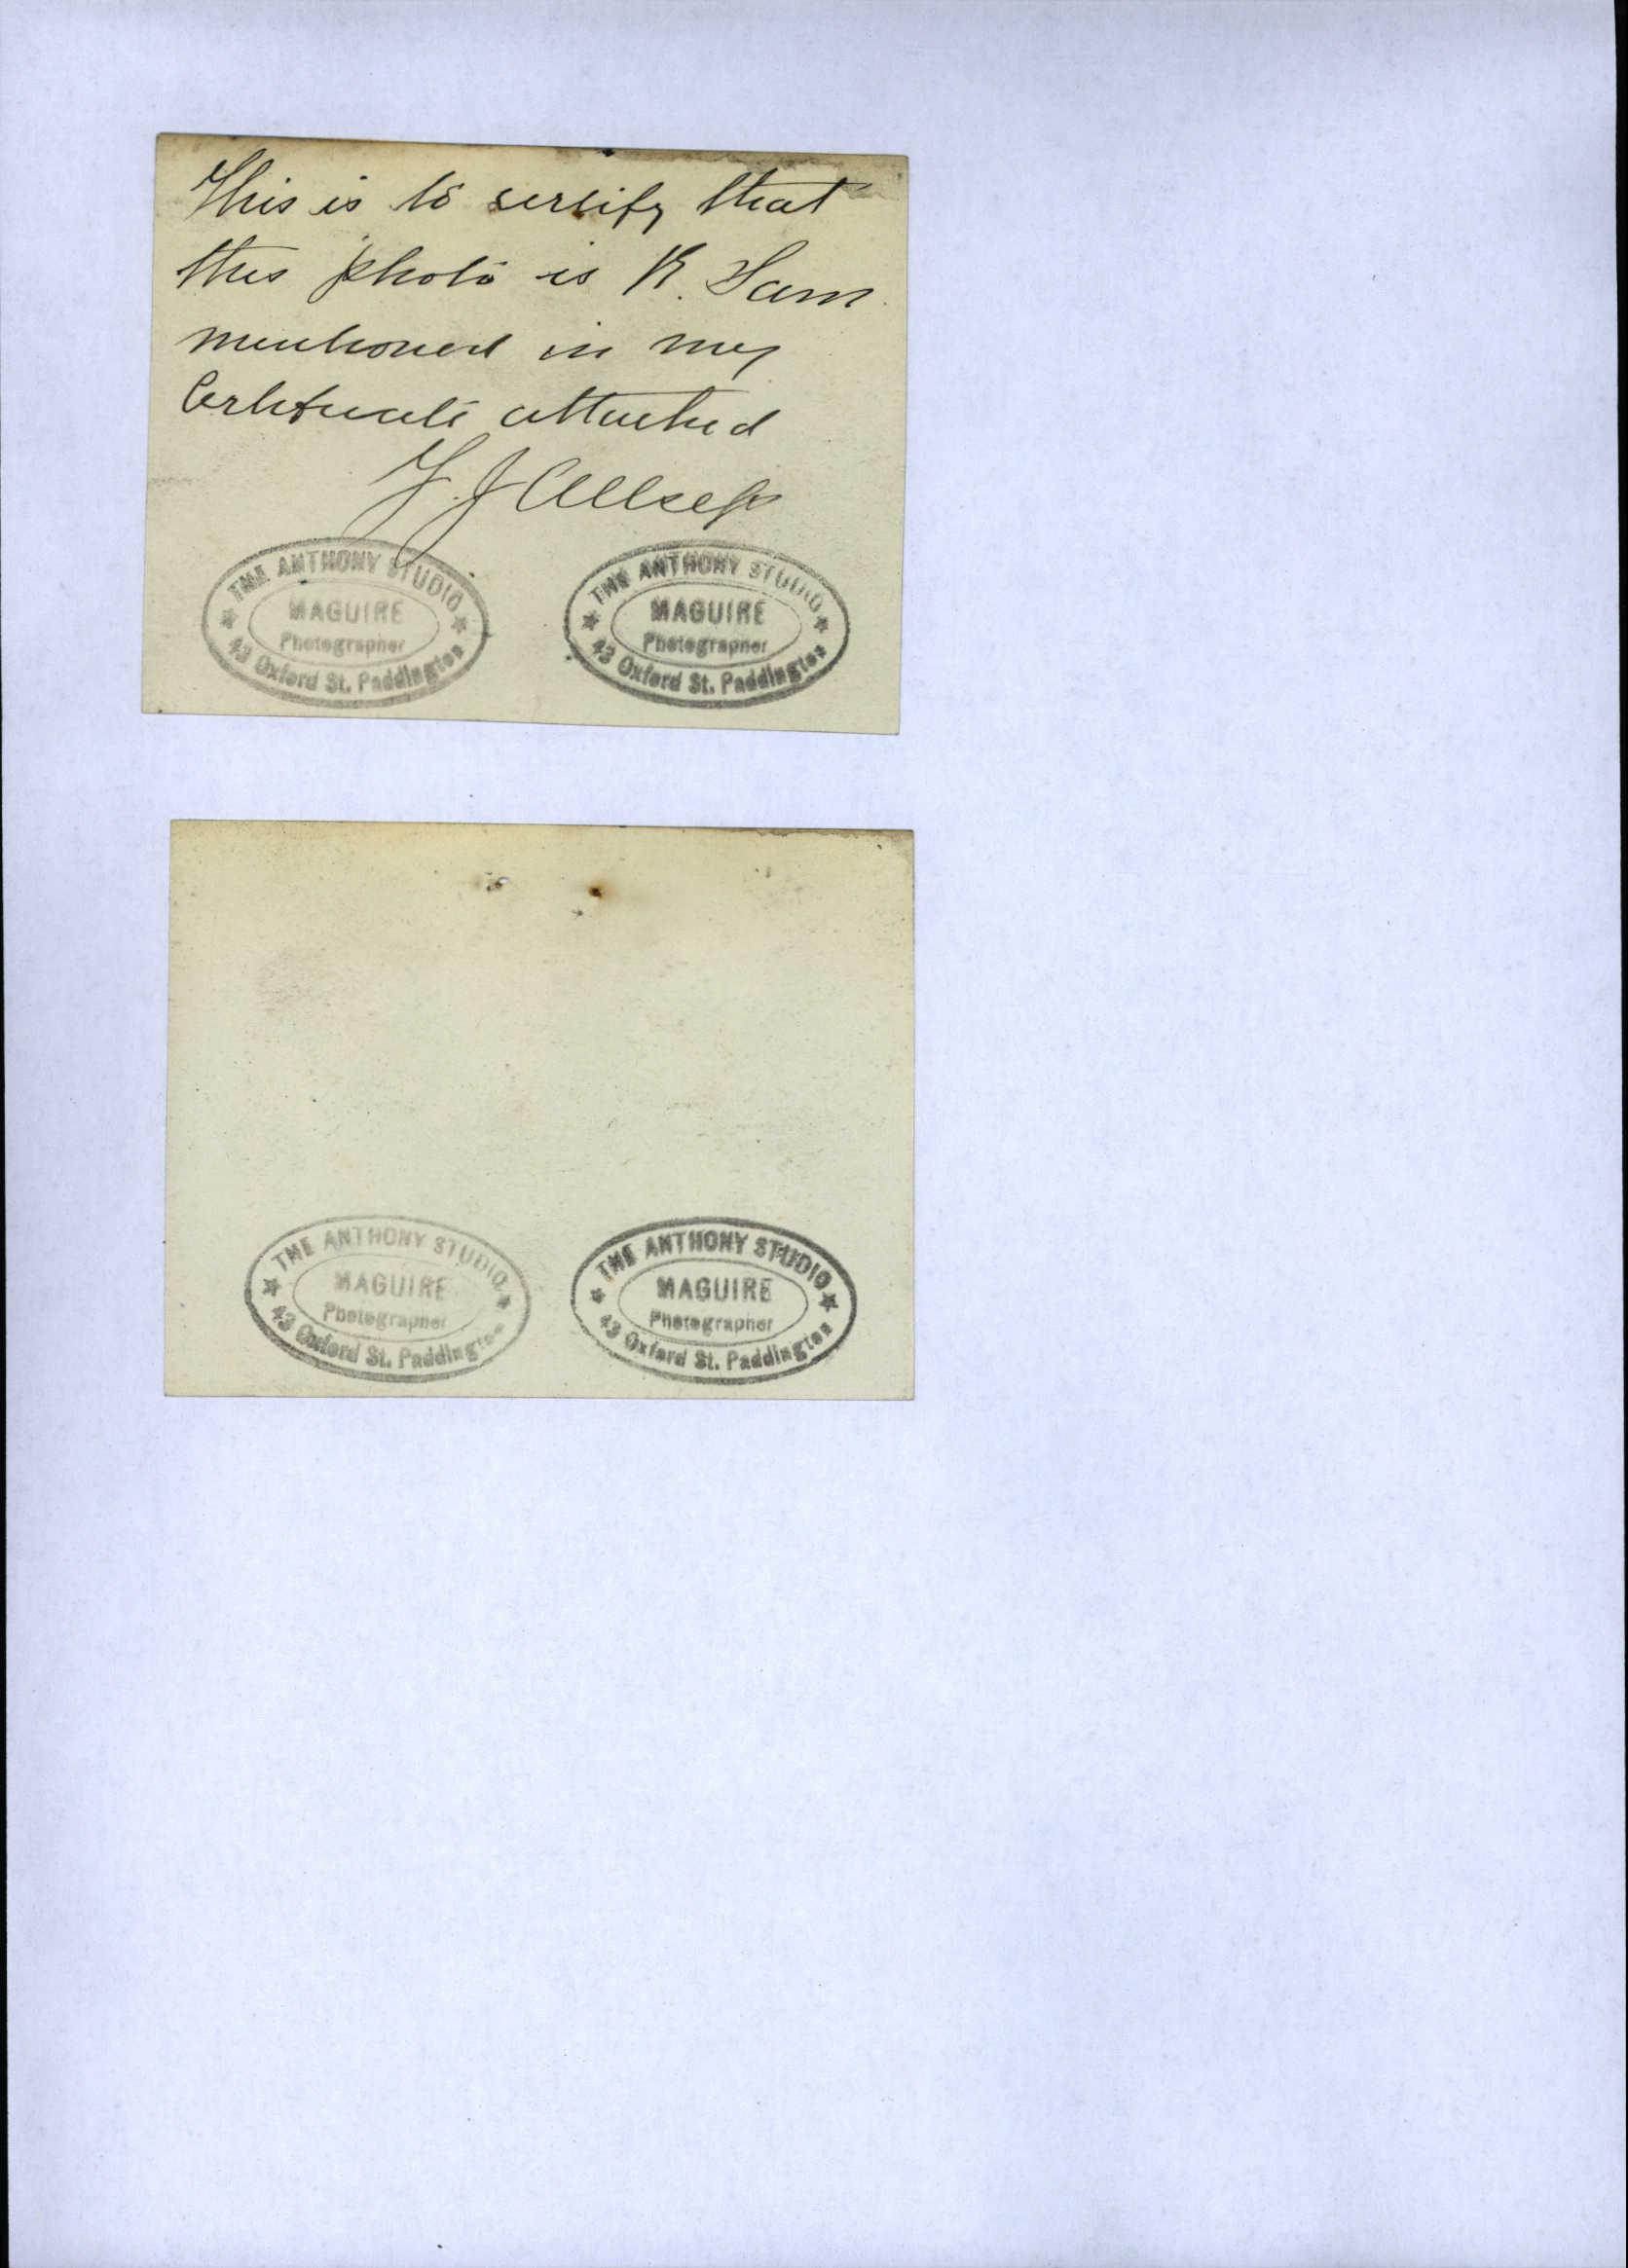 This is to certify that
this photo is R. Sam
mentioned in my
Certificate attached
J. J Allsop
THE ANTHONY STUDIO
MAGUIRE
Photographer
43 Oxford St. Paddington
THE ANTHONY STUDIO
MAGUIRE
Photographer
43 Oxford St. Paddington
THE ANTHONY STUDIO
MAGUIRE
Photographer
43 Oxford St. Paddington
THE ANTHONY STUDIO
MAGUIRE
Photographer
43 Oxford St. Paddington